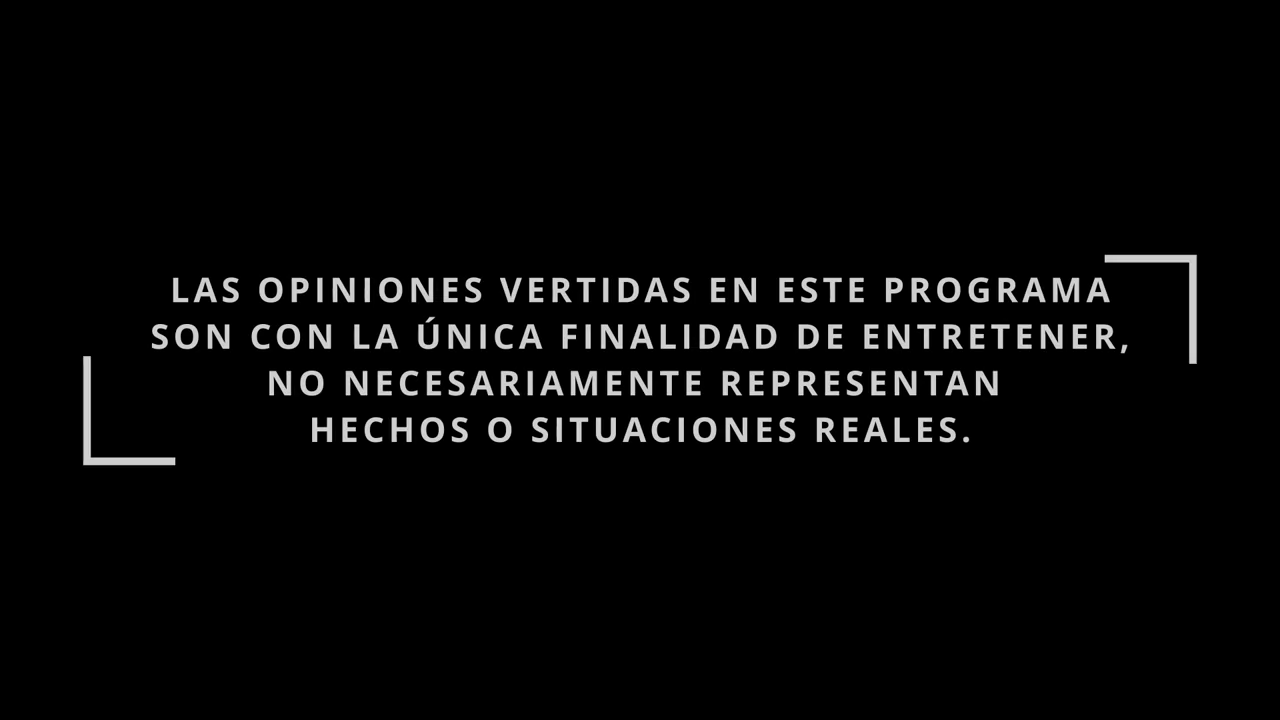 LAS OPINIONES VERTIDAS EN ESTE PROGRAMA
SON CON LA ÚNICA FINALIDAD DE ENTRETENER,
NO NECESARIAMENTE REPRESENTAN
HECHOS O SITUACIONES REALES.